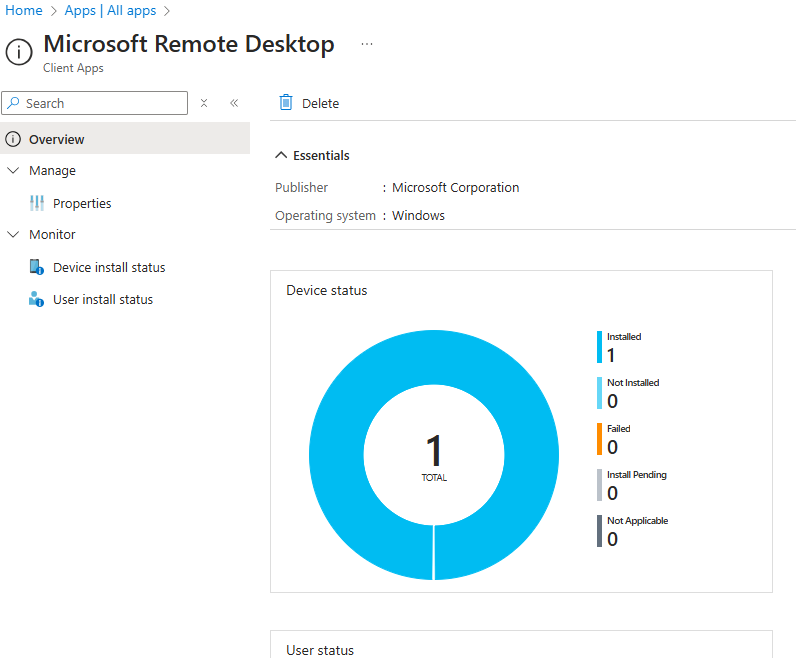 Home > Apps | All apps >
Microsoft Remote Desktop ...
Client Apps
Search
Delete
Overview
Manage
Properties
Monitor
Device install status
User install status
Essentials
Publisher : Microsoft Corporation
Operating system : Windows
Device status
1
TOTAL
Installed
1
Not Installed
0
Failed
0
Install Pending
0
Not Applicable
0
User status